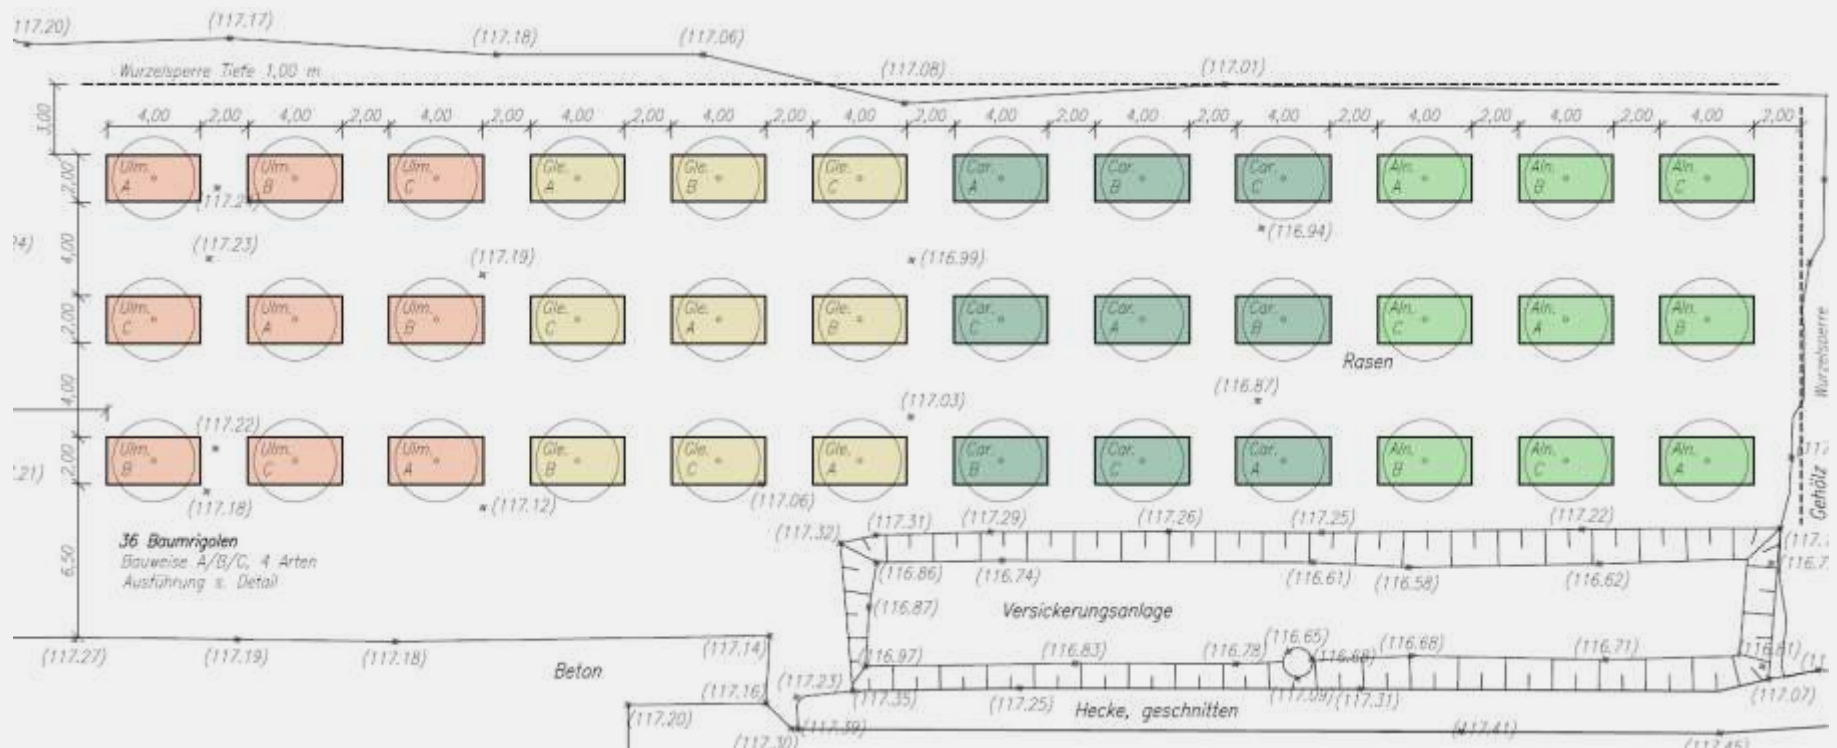 117.20)
(117.17)
(117.18)
(117.06)
Wurzelsperre Tiefe 1,00 m
(117.08)
(117.01)
3,00
4,00 2,00 4,00 2,00 4,00 2,00 4,00 2,00 4,00 2,00 4,00 2,00 4,00 2,00 4,00 2,00 4,00 2,00 4,00 2,00 4,00 2,00 4,00 2,00
2,00
Ulm. A
Ulm. B
Ulm. C
Gle. A
Gle. B
Gle. C
Car. A
Car. B
Car. C
Aln. A
Aln. B
Aln. C
(116.94)
4,00
(117.23)
(117.19)
(116.99)
2,00
Ulm. C
Ulm. A
Ulm. B
Gle. C
Gle. A
Gle. B
Car. C
Car. A
Car. B
Aln. C
Aln. A
Aln. B
Wurzelsperre
Rasen
4,00
(117.22)
(117.03)
(116.87)
2,00
Ulm. B
Ulm. C
Ulm. A
Gle. B
Gle. C
Gle. A
Car. B
Car. C
Car. A
Aln. B
Aln. C
Aln. A
Gehölz
(117.18)
(117.12)
(117.06)
(117.32)
(117.31)
(117.29)
(117.26)
(117.25)
(117.22)
36 Baumrigolen
Bauweise A/B/C, 4 Arten
Ausführung s. Detail
6,50
(116.86)
(116.74)
(116.61)
(116.58)
(116.62)
(116.87)
Versickerungsanlage
(117.27)
(117.19)
(117.18)
(117.14)
(116.97)
(116.83)
(116.78)
(116.65)
(116.68)
(116.68)
(116.71)
(116.81)
Beton
(117.16)
(117.23)
(117.35)
(117.25)
(117.09)
(117.31)
(117.07)
(117.20)
Hecke, geschnitten
(117.39)
(117.30)
(117.41)
(117.45)